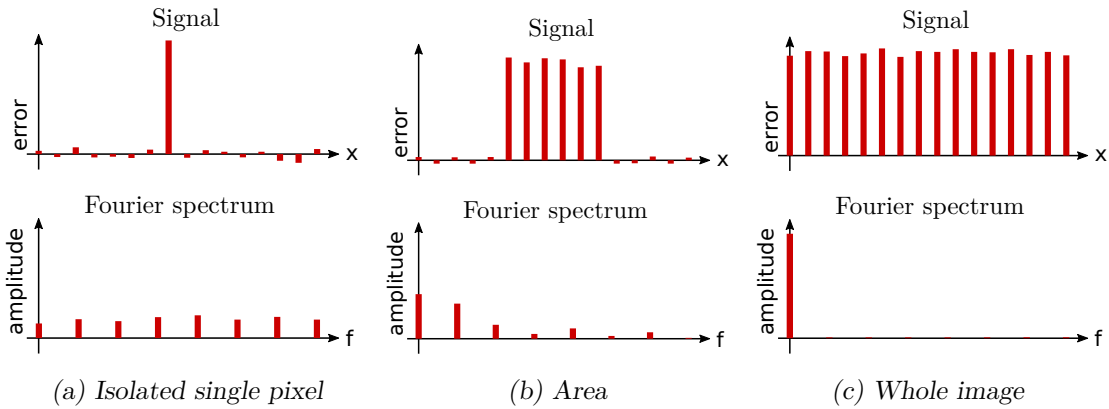 Signal
error
x
Fourier spectrum
amplitude
f
(a) Isolated single pixel
Signal
error
x
Fourier spectrum
amplitude
f
(b) Area
Signal
error
x
Fourier spectrum
amplitude
f
(c) Whole image